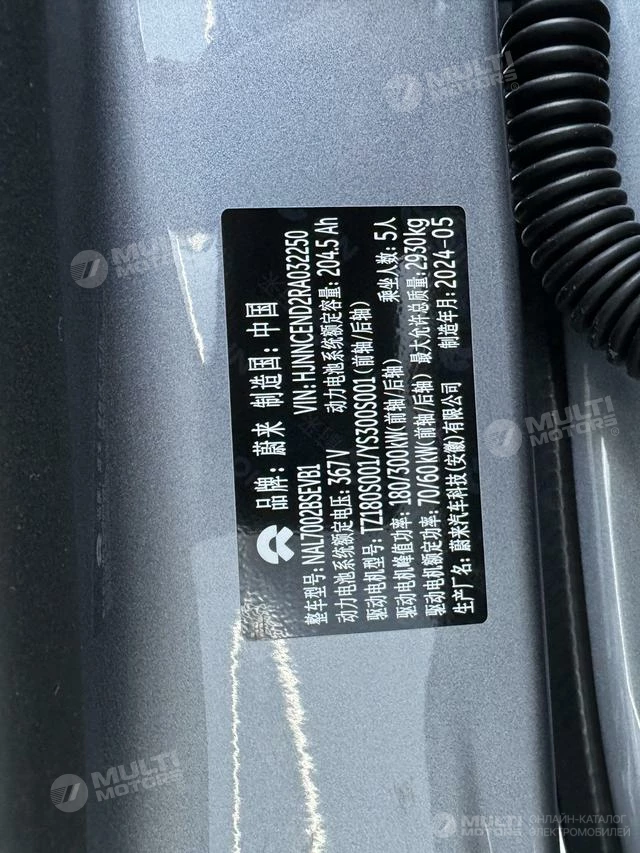 品牌: 蔚来 制造国: 中国
整车型号: NAL7002BSEVB1 VIN: HJNNCEND2RA032250
动力电池系统额定电压: 367V 动力电池系统额定容量: 204.5 Ah
驱动电机型号: TZ180S001/YS300S001 (前轴/后轴)
驱动电机峰值功率: 180/300kW(前轴/后轴) 乘坐人数: 5人
驱动电机额定功率: 70/60kW(前轴/后轴) 最大允许总质量: 2930kg
生产厂名: 蔚来汽车科技(安徽)有限公司 制造年月: 2024-05
MULTI MOTORS
MULTI MOTORS
MULTI MOTORS
MULTI MOTORS
MULTI MOTORS ОНЛАЙН-КАТАЛОГ ЭЛЕКТРОМОБИЛЕЙ